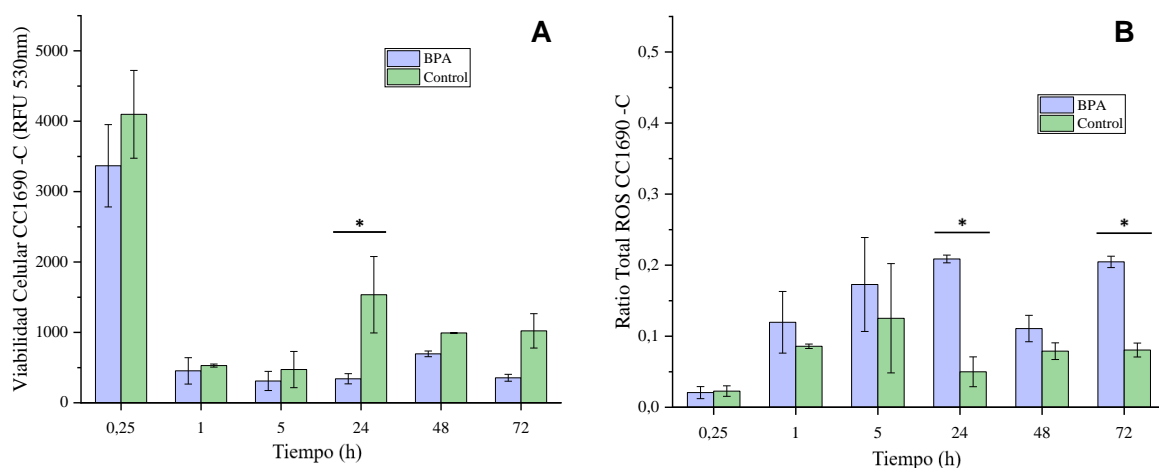 A
Viabilidad Celular CC1690 -C (RFU 530nm)
5000
4000
3000
2000
1000
0
BPA
Control
*
0,25 1 5 24 48 72
Tiempo (h)
B
Ratio Total ROS CC1690 -C
0,5
0,4
0,3
0,2
0,1
0,0
BPA
Control
* *
0,25 1 5 24 48 72
Tiempo (h)